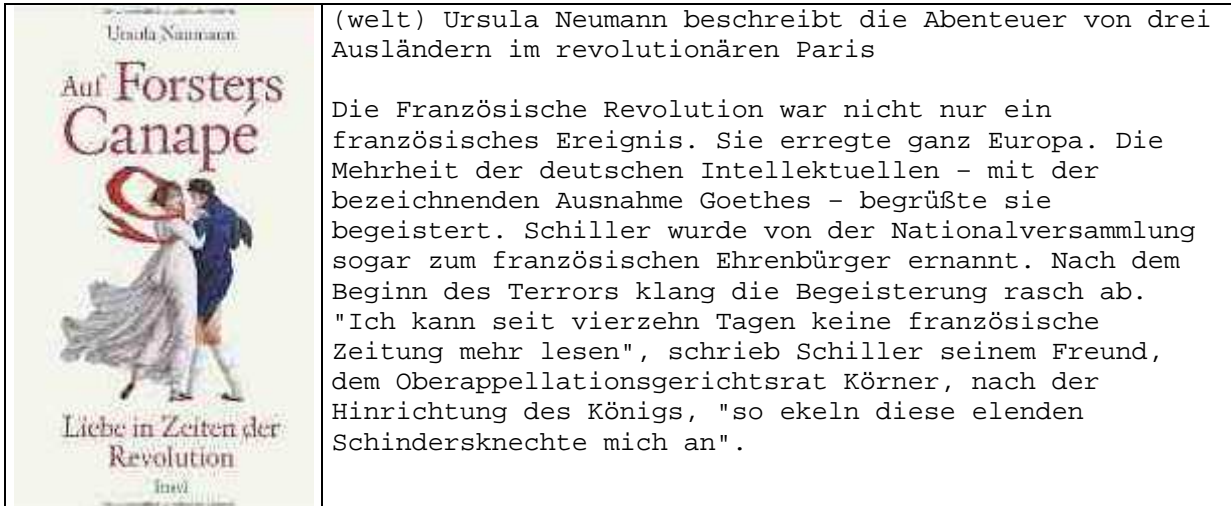 Ursula Naumann
Auf Forsters
Canapé
Liebe in Zeiten der
Revolution
Insel
(welt) Ursula Neumann beschreibt die Abenteuer von drei
Ausländern im revolutionären Paris
Die Französische Revolution war nicht nur ein
französisches Ereignis. Sie erregte ganz Europa. Die
Mehrheit der deutschen Intellektuellen – mit der
bezeichnenden Ausnahme Goethes – begrüßte sie
begeistert. Schiller wurde von der Nationalversammlung
sogar zum französischen Ehrenbürger ernannt. Nach dem
Beginn des Terrors klang die Begeisterung rasch ab.
"Ich kann seit vierzehn Tagen keine französische
Zeitung mehr lesen", schrieb Schiller seinem Freund,
dem Oberappellationsgerichtsrat Körner, nach der
Hinrichtung des Königs, "so ekeln diese elenden
Schindersknechte mich an".